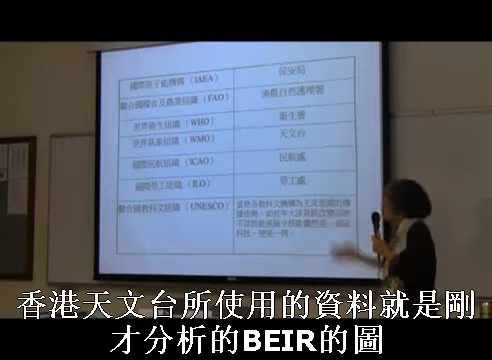 國際原子能機構（IAEA） 保安局
聯合國糧食及農業組織（FAO） 漁農自然護理署
世界衞生組織（WHO） 衞生署
世界氣象組織（WMO） 天文台
國際民航組織（ICAO） 民航處
國際勞工組織（ILO） 勞工處
聯合國教科文組織（UNESCO）
香港天文台所使用的資料就是剛
才分析的BEIR的圖